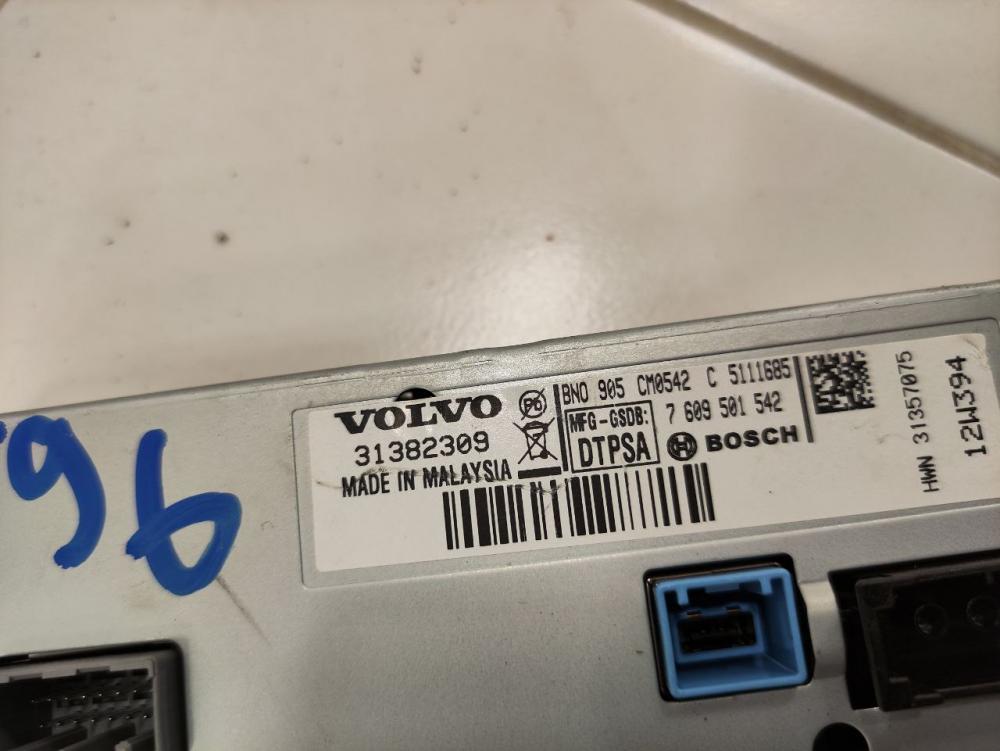 VOLVO
31382309
MADE IN MALAYSIA
Pb
BNO 905 CM0542 C 5111685
MFG-GSDB:
DTPSA
7 609 501 542
BOSCH
HWN 31357075
12W394
96